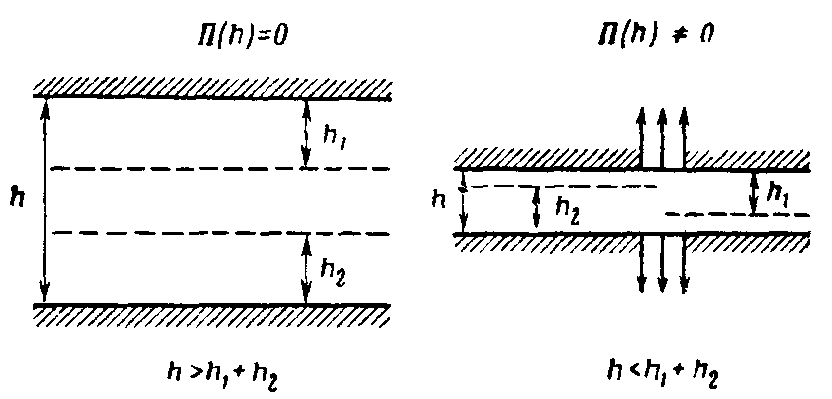 П(h)=0
П(h) ≠ 0
h
h₁
h₂
h
h₂
h₁
h>h₁+h₂
h<h₁+h₂